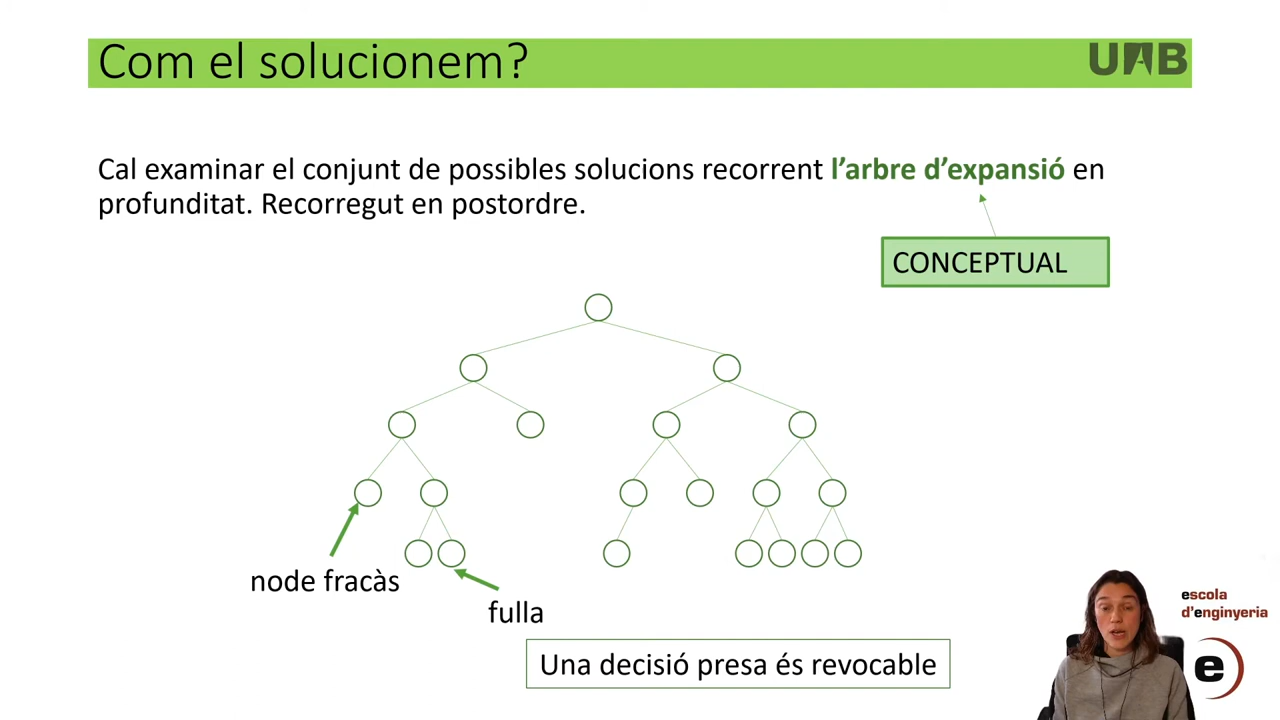 Com el solucionem?
UAB
Cal examinar el conjunt de possibles solucions recorrent l’arbre d’expansió en
profunditat. Recorregut en postordre.
CONCEPTUAL
node fracàs
fulla
Una decisió presa és revocable
escola
d'enginyeria
e